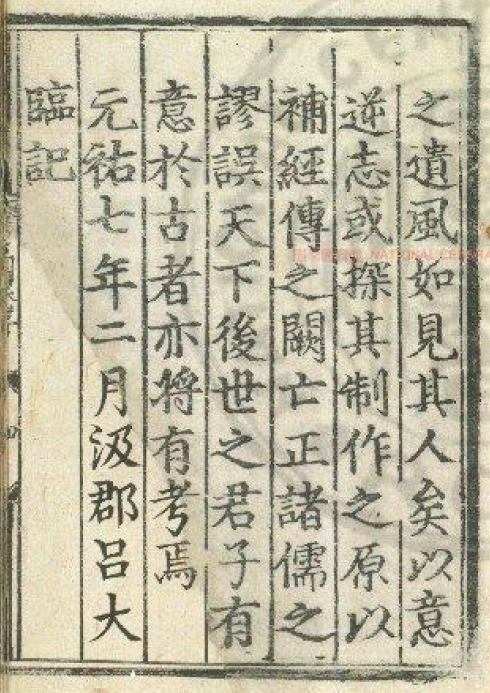 之遺風如見其人矣以意
逆志或探其制作之原以
補經傳之闕亡正諸儒之
謬誤天下後世之君子有
意於古者亦將有考焉
元祐七年二月汲郡呂大
臨記